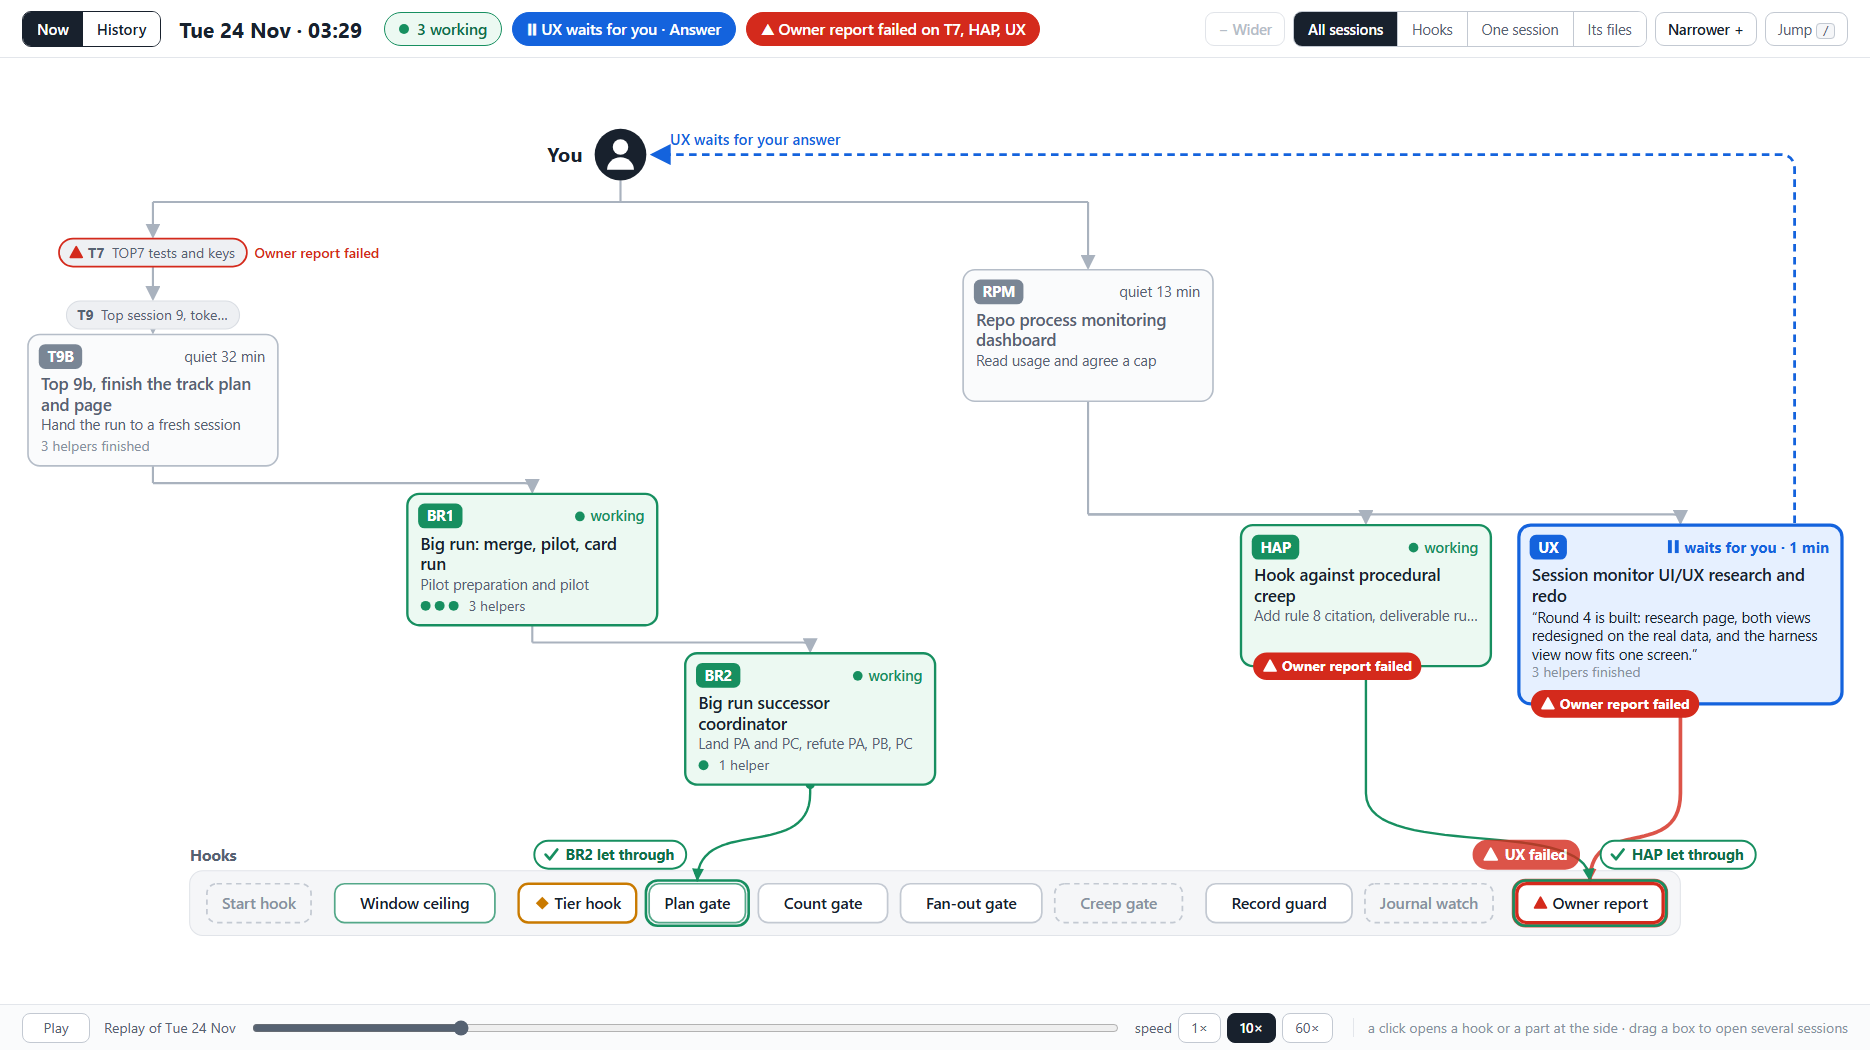 Now
History
Tue 24 Nov · 03:29
3 working
UX waits for you · Answer
Owner report failed on T7, HAP, UX
− Wider
All sessions
Hooks
One session
Its files
Narrower +
Jump /
UX waits for your answer
You
T7 TOP7 tests and keys
Owner report failed
T9 Top session 9, toke…
T9B
quiet 32 min
Top 9b, finish the track plan
and page
Hand the run to a fresh session
3 helpers finished
RPM
quiet 13 min
Repo process monitoring
dashboard
Read usage and agree a cap
BR1
working
Big run: merge, pilot, card
run
Pilot preparation and pilot
3 helpers
HAP
working
Hook against procedural
creep
Add rule 8 citation, deliverable ru…
Owner report failed
UX
waits for you · 1 min
Session monitor UI/UX research and
redo
“Round 4 is built: research page, both views
redesigned on the real data, and the harness
view now fits one screen.”
3 helpers finished
Owner report failed
BR2
working
Big run successor
coordinator
Land PA and PC, refute PA, PB, PC
1 helper
Hooks
BR2 let through
UX failed
HAP let through
Start hook
Window ceiling
Tier hook
Plan gate
Count gate
Fan-out gate
Creep gate
Record guard
Journal watch
Owner report
Play
Replay of Tue 24 Nov
speed
1×
10×
60×
a click opens a hook or a part at the side · drag a box to open several sessions